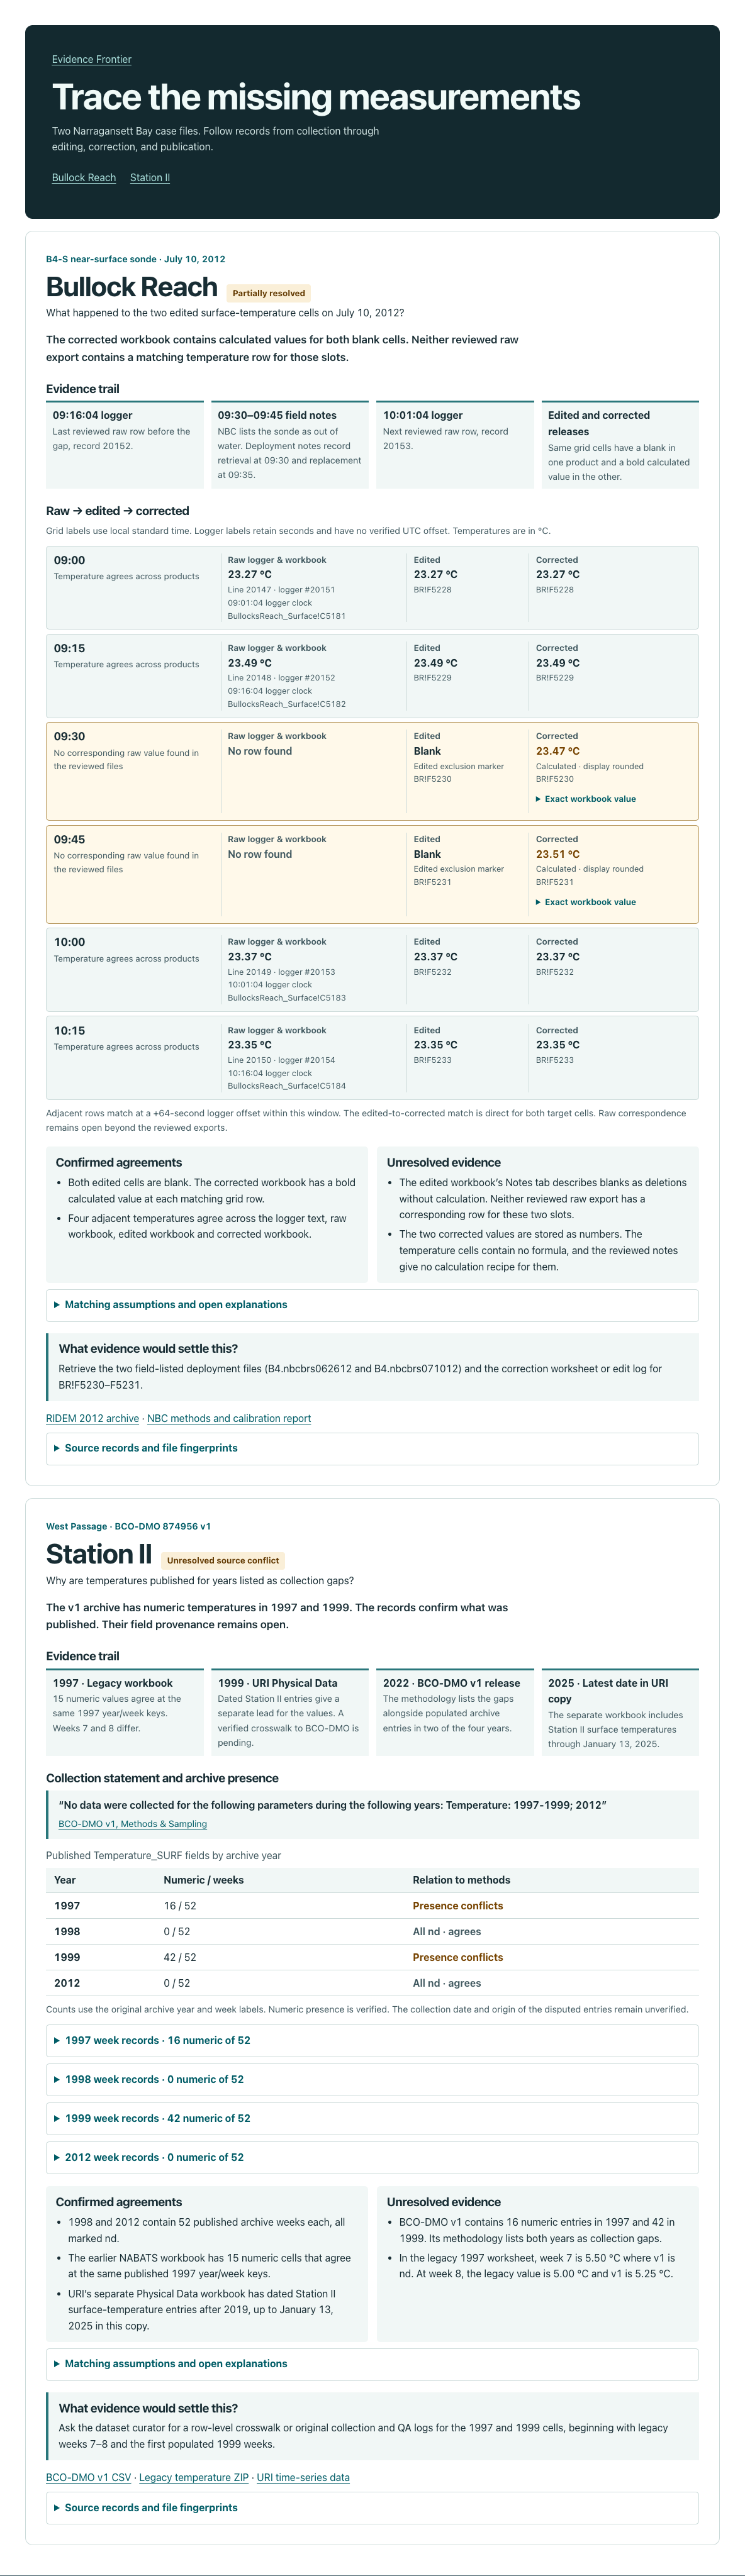 Evidence Frontier
Trace the missing measurements
Two Narragansett Bay case files. Follow records from collection through
editing, correction, and publication.
Bullock Reach Station II
B4-S near-surface sonde · July 10, 2012
Bullock Reach Partially resolved
What happened to the two edited surface-temperature cells on July 10, 2012?
The corrected workbook contains calculated values for both blank cells. Neither reviewed raw
export contains a matching temperature row for those slots.
Evidence trail
09:16:04 logger
Last reviewed raw row before the
gap, record 20152.
09:30–09:45 field notes
NBC lists the sonde as out of
water. Deployment notes record
retrieval at 09:30 and replacement
at 09:35.
10:01:04 logger
Next reviewed raw row, record
20153.
Edited and corrected
releases
Same grid cells have a blank in
one product and a bold calculated
value in the other.
Raw → edited → corrected
Grid labels use local standard time. Logger labels retain seconds and have no verified UTC offset. Temperatures are in °C.
09:00
Temperature agrees across products
Raw logger & workbook
23.27 °C
Line 20147 · logger #20151
09:01:04 logger clock
BullocksReach_Surface!C5181
Edited
23.27 °C
BR!F5228
Corrected
23.27 °C
BR!F5228
09:15
Temperature agrees across products
Raw logger & workbook
23.49 °C
Line 20148 · logger #20152
09:16:04 logger clock
BullocksReach_Surface!C5182
Edited
23.49 °C
BR!F5229
Corrected
23.49 °C
BR!F5229
09:30
No corresponding raw value found in
the reviewed files
Raw logger & workbook
No row found
Edited
Blank
Edited exclusion marker
BR!F5230
Corrected
23.47 °C
Calculated · display rounded
BR!F5230
▶ Exact workbook value
09:45
No corresponding raw value found in
the reviewed files
Raw logger & workbook
No row found
Edited
Blank
Edited exclusion marker
BR!F5231
Corrected
23.51 °C
Calculated · display rounded
BR!F5231
▶ Exact workbook value
10:00
Temperature agrees across products
Raw logger & workbook
23.37 °C
Line 20149 · logger #20153
10:01:04 logger clock
BullocksReach_Surface!C5183
Edited
23.37 °C
BR!F5232
Corrected
23.37 °C
BR!F5232
10:15
Temperature agrees across products
Raw logger & workbook
23.35 °C
Line 20150 · logger #20154
10:16:04 logger clock
BullocksReach_Surface!C5184
Edited
23.35 °C
BR!F5233
Corrected
23.35 °C
BR!F5233
Adjacent rows match at a +64-second logger offset within this window. The edited-to-corrected match is direct for both target cells. Raw correspondence
remains open beyond the reviewed exports.
Confirmed agreements
• Both edited cells are blank. The corrected workbook has a bold
calculated value at each matching grid row.
• Four adjacent temperatures agree across the logger text, raw
workbook, edited workbook and corrected workbook.
Unresolved evidence
• The edited workbook's Notes tab describes blanks as deletions
without calculation. Neither reviewed raw export has a
corresponding row for these two slots.
• The two corrected values are stored as numbers. The
temperature cells contain no formula, and the reviewed notes
give no calculation recipe for them.
▶ Matching assumptions and open explanations
What evidence would settle this?
Retrieve the two field-listed deployment files (B4.nbcbrs062612 and B4.nbcbrs071012) and the correction worksheet or edit log for
BR!F5230–F5231.
RIDEM 2012 archive · NBC methods and calibration report
▶ Source records and file fingerprints
West Passage · BCO-DMO 874956 v1
Station II Unresolved source conflict
Why are temperatures published for years listed as collection gaps?
The v1 archive has numeric temperatures in 1997 and 1999. The records confirm what was
published. Their field provenance remains open.
Evidence trail
1997 · Legacy workbook
15 numeric values agree at the
same 1997 year/week keys.
Weeks 7 and 8 differ.
1999 · URI Physical Data
Dated Station II entries give a
separate lead for the values. A
verified crosswalk to BCO-DMO is
pending.
2022 · BCO-DMO v1 release
The methodology lists the gaps
alongside populated archive
entries in two of the four years.
2025 · Latest date in URI
copy
The separate workbook includes
Station II surface temperatures
through January 13, 2025.
Collection statement and archive presence
“No data were collected for the following parameters during the following years: Temperature: 1997-1999; 2012”
BCO-DMO v1, Methods & Sampling
Published Temperature_SURF fields by archive year
Year Numeric / weeks Relation to methods
1997 16 / 52 Presence conflicts
1998 0 / 52 All nd · agrees
1999 42 / 52 Presence conflicts
2012 0 / 52 All nd · agrees
Counts use the original archive year and week labels. Numeric presence is verified. The collection date and origin of the disputed entries remain unverified.
▶ 1997 week records · 16 numeric of 52
▶ 1998 week records · 0 numeric of 52
▶ 1999 week records · 42 numeric of 52
▶ 2012 week records · 0 numeric of 52
Confirmed agreements
• 1998 and 2012 contain 52 published archive weeks each, all
marked nd.
• The earlier NABATS workbook has 15 numeric cells that agree
at the same published 1997 year/week keys.
• URI's separate Physical Data workbook has dated Station II
surface-temperature entries after 2019, up to January 13,
2025 in this copy.
Unresolved evidence
• BCO-DMO v1 contains 16 numeric entries in 1997 and 42 in
1999. Its methodology lists both years as collection gaps.
• In the legacy 1997 worksheet, week 7 is 5.50 °C where v1 is
nd. At week 8, the legacy value is 5.00 °C and v1 is 5.25 °C.
▶ Matching assumptions and open explanations
What evidence would settle this?
Ask the dataset curator for a row-level crosswalk or original collection and QA logs for the 1997 and 1999 cells, beginning with legacy
weeks 7–8 and the first populated 1999 weeks.
BCO-DMO v1 CSV · Legacy temperature ZIP · URI time-series data
▶ Source records and file fingerprints